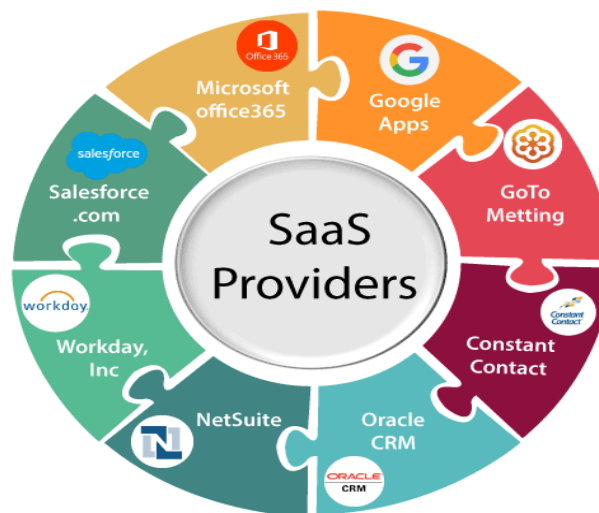 Office 365
Microsoft
office365
Google
Apps
GoTo
Metting
Constant
Contact
Constant
Contact
Oracle
CRM
ORACLE
CRM
NetSuite
N
workday.
Workday,
Inc
salesforce
Salesforce
.com
SaaS
Providers